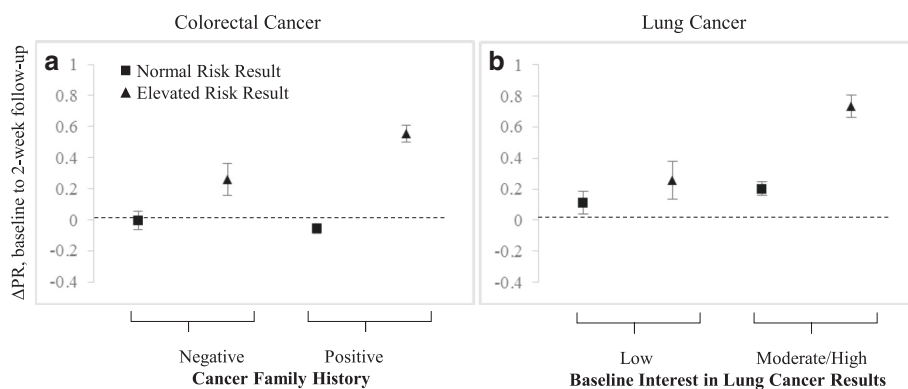 Colorectal Cancer
Lung Cancer
ΔPR, baseline to 2-week follow-up
a
Normal Risk Result
Elevated Risk Result
1
0.8
0.6
0.4
0.2
0
-0.2
-0.4
Negative
Positive
Cancer Family History
b
1
0.8
0.6
0.4
0.2
0
-0.2
-0.4
Low
Moderate/High
Baseline Interest in Lung Cancer Results